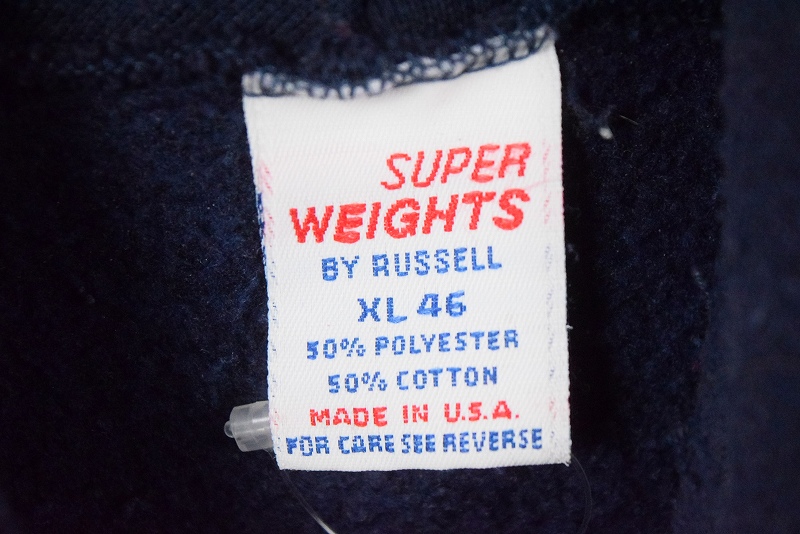 SUPER
WEIGHTS
BY RUSSELL
XL 46
50% POLYESTER
50% COTTON
MADE IN U.S.A.
FOR CARE SEE REVERSE